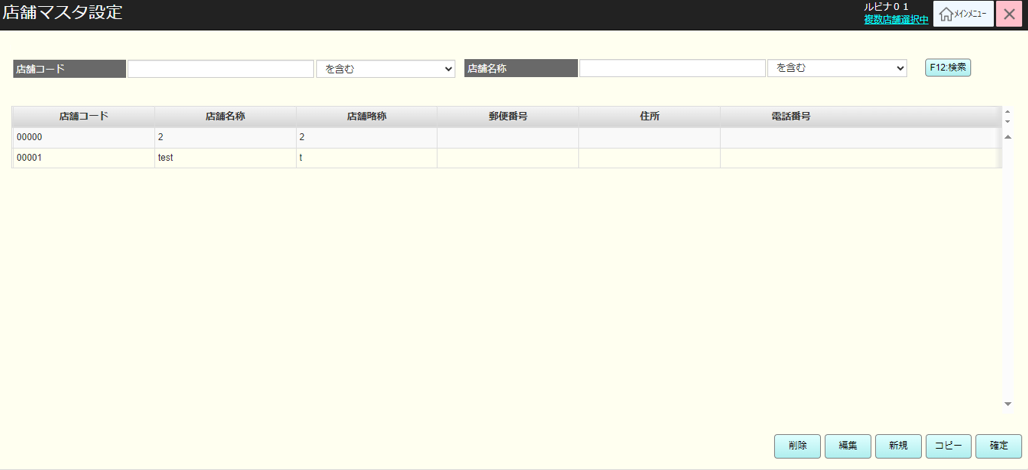 店舗マスタ設定
ルビナ０１
複数店舗選択中
メインメニュー
店舗コード を含む 店舗名称 を含む F12:検索
店舗コード 店舗名称 店舗略称 郵便番号 住所 電話番号
00000 2 2
00001 test t
削除 編集 新規 コピー 確定